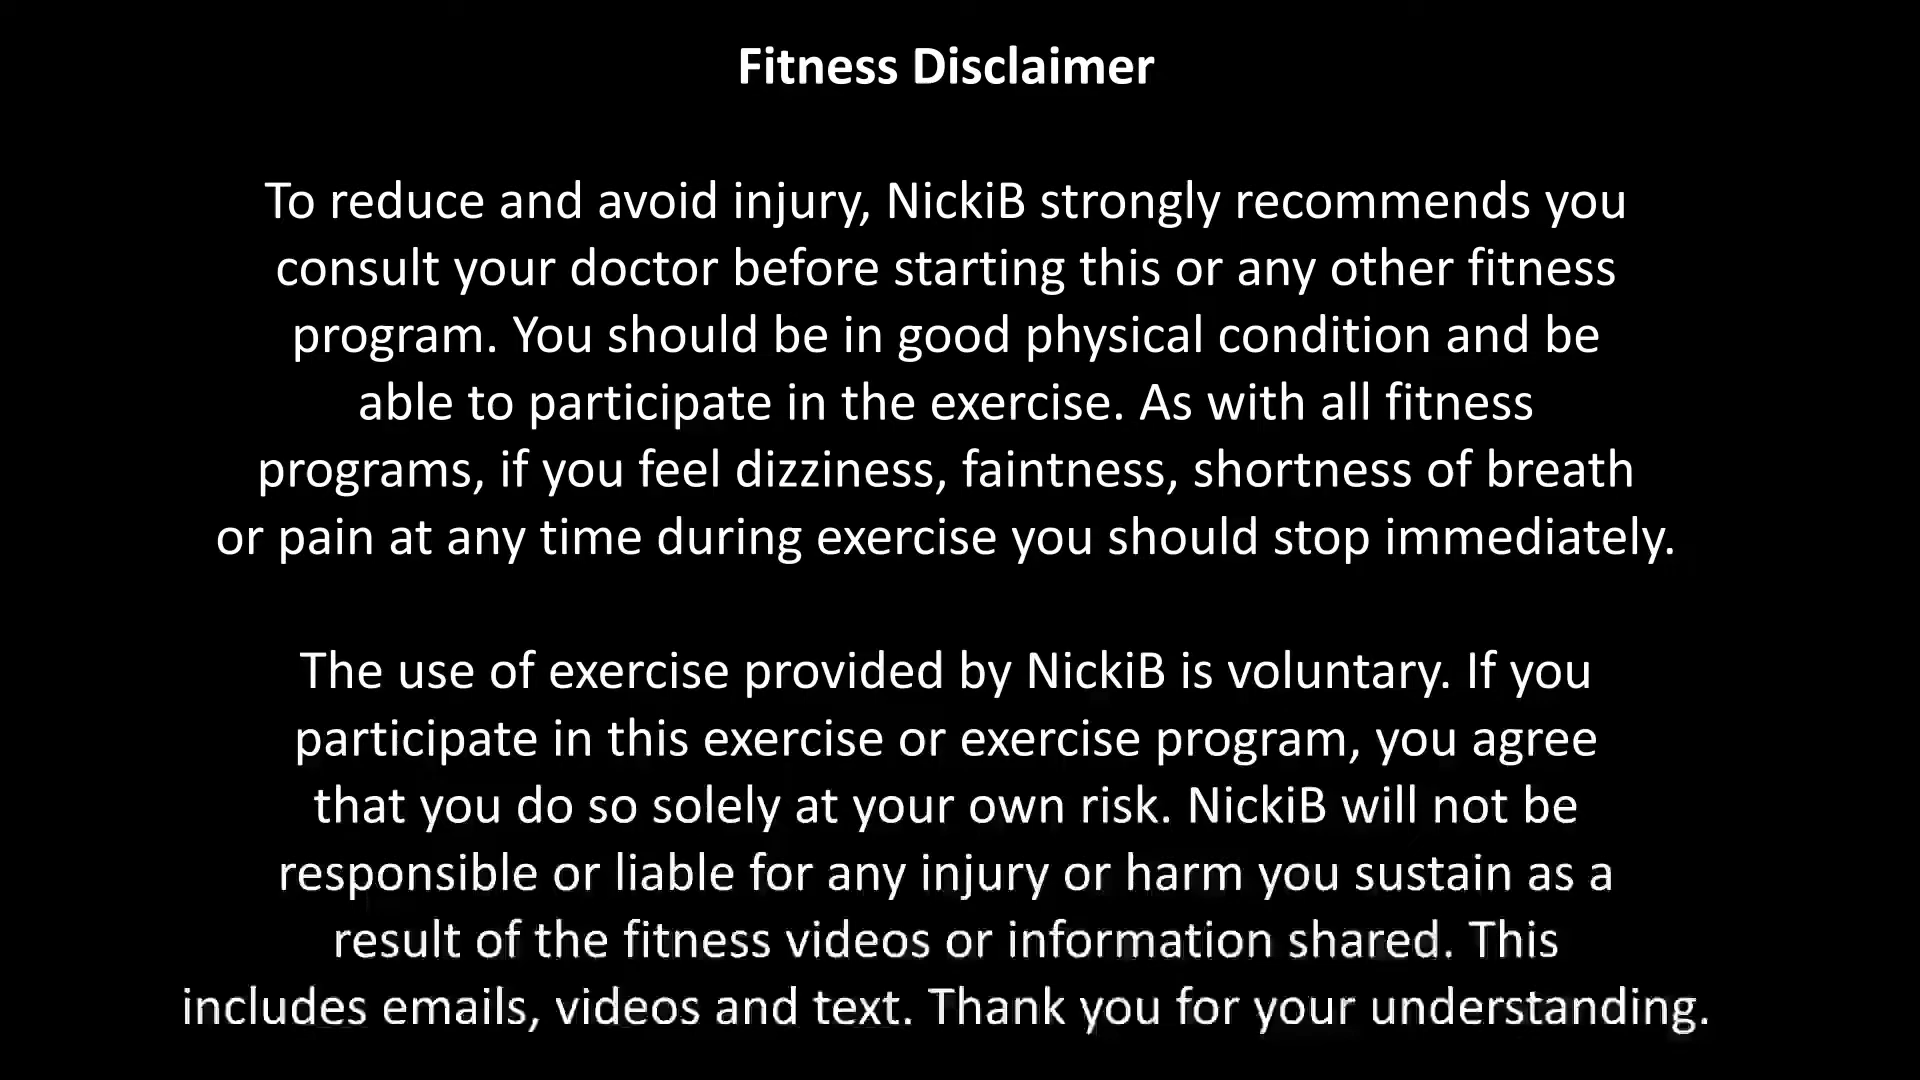 Fitness Disclaimer
To reduce and avoid injury, NickiB strongly recommends you
consult your doctor before starting this or any other fitness
program. You should be in good physical condition and be
able to participate in the exercise. As with all fitness
programs, if you feel dizziness, faintness, shortness of breath
or pain at any time during exercise you should stop immediately.
The use of exercise provided by NickiB is voluntary. If you
participate in this exercise or exercise program, you agree
that you do so solely at your own risk. NickiB will not be
responsible or liable for any injury or harm you sustain as a
result of the fitness videos or information shared. This
includes emails, videos and text. Thank you for your understanding.